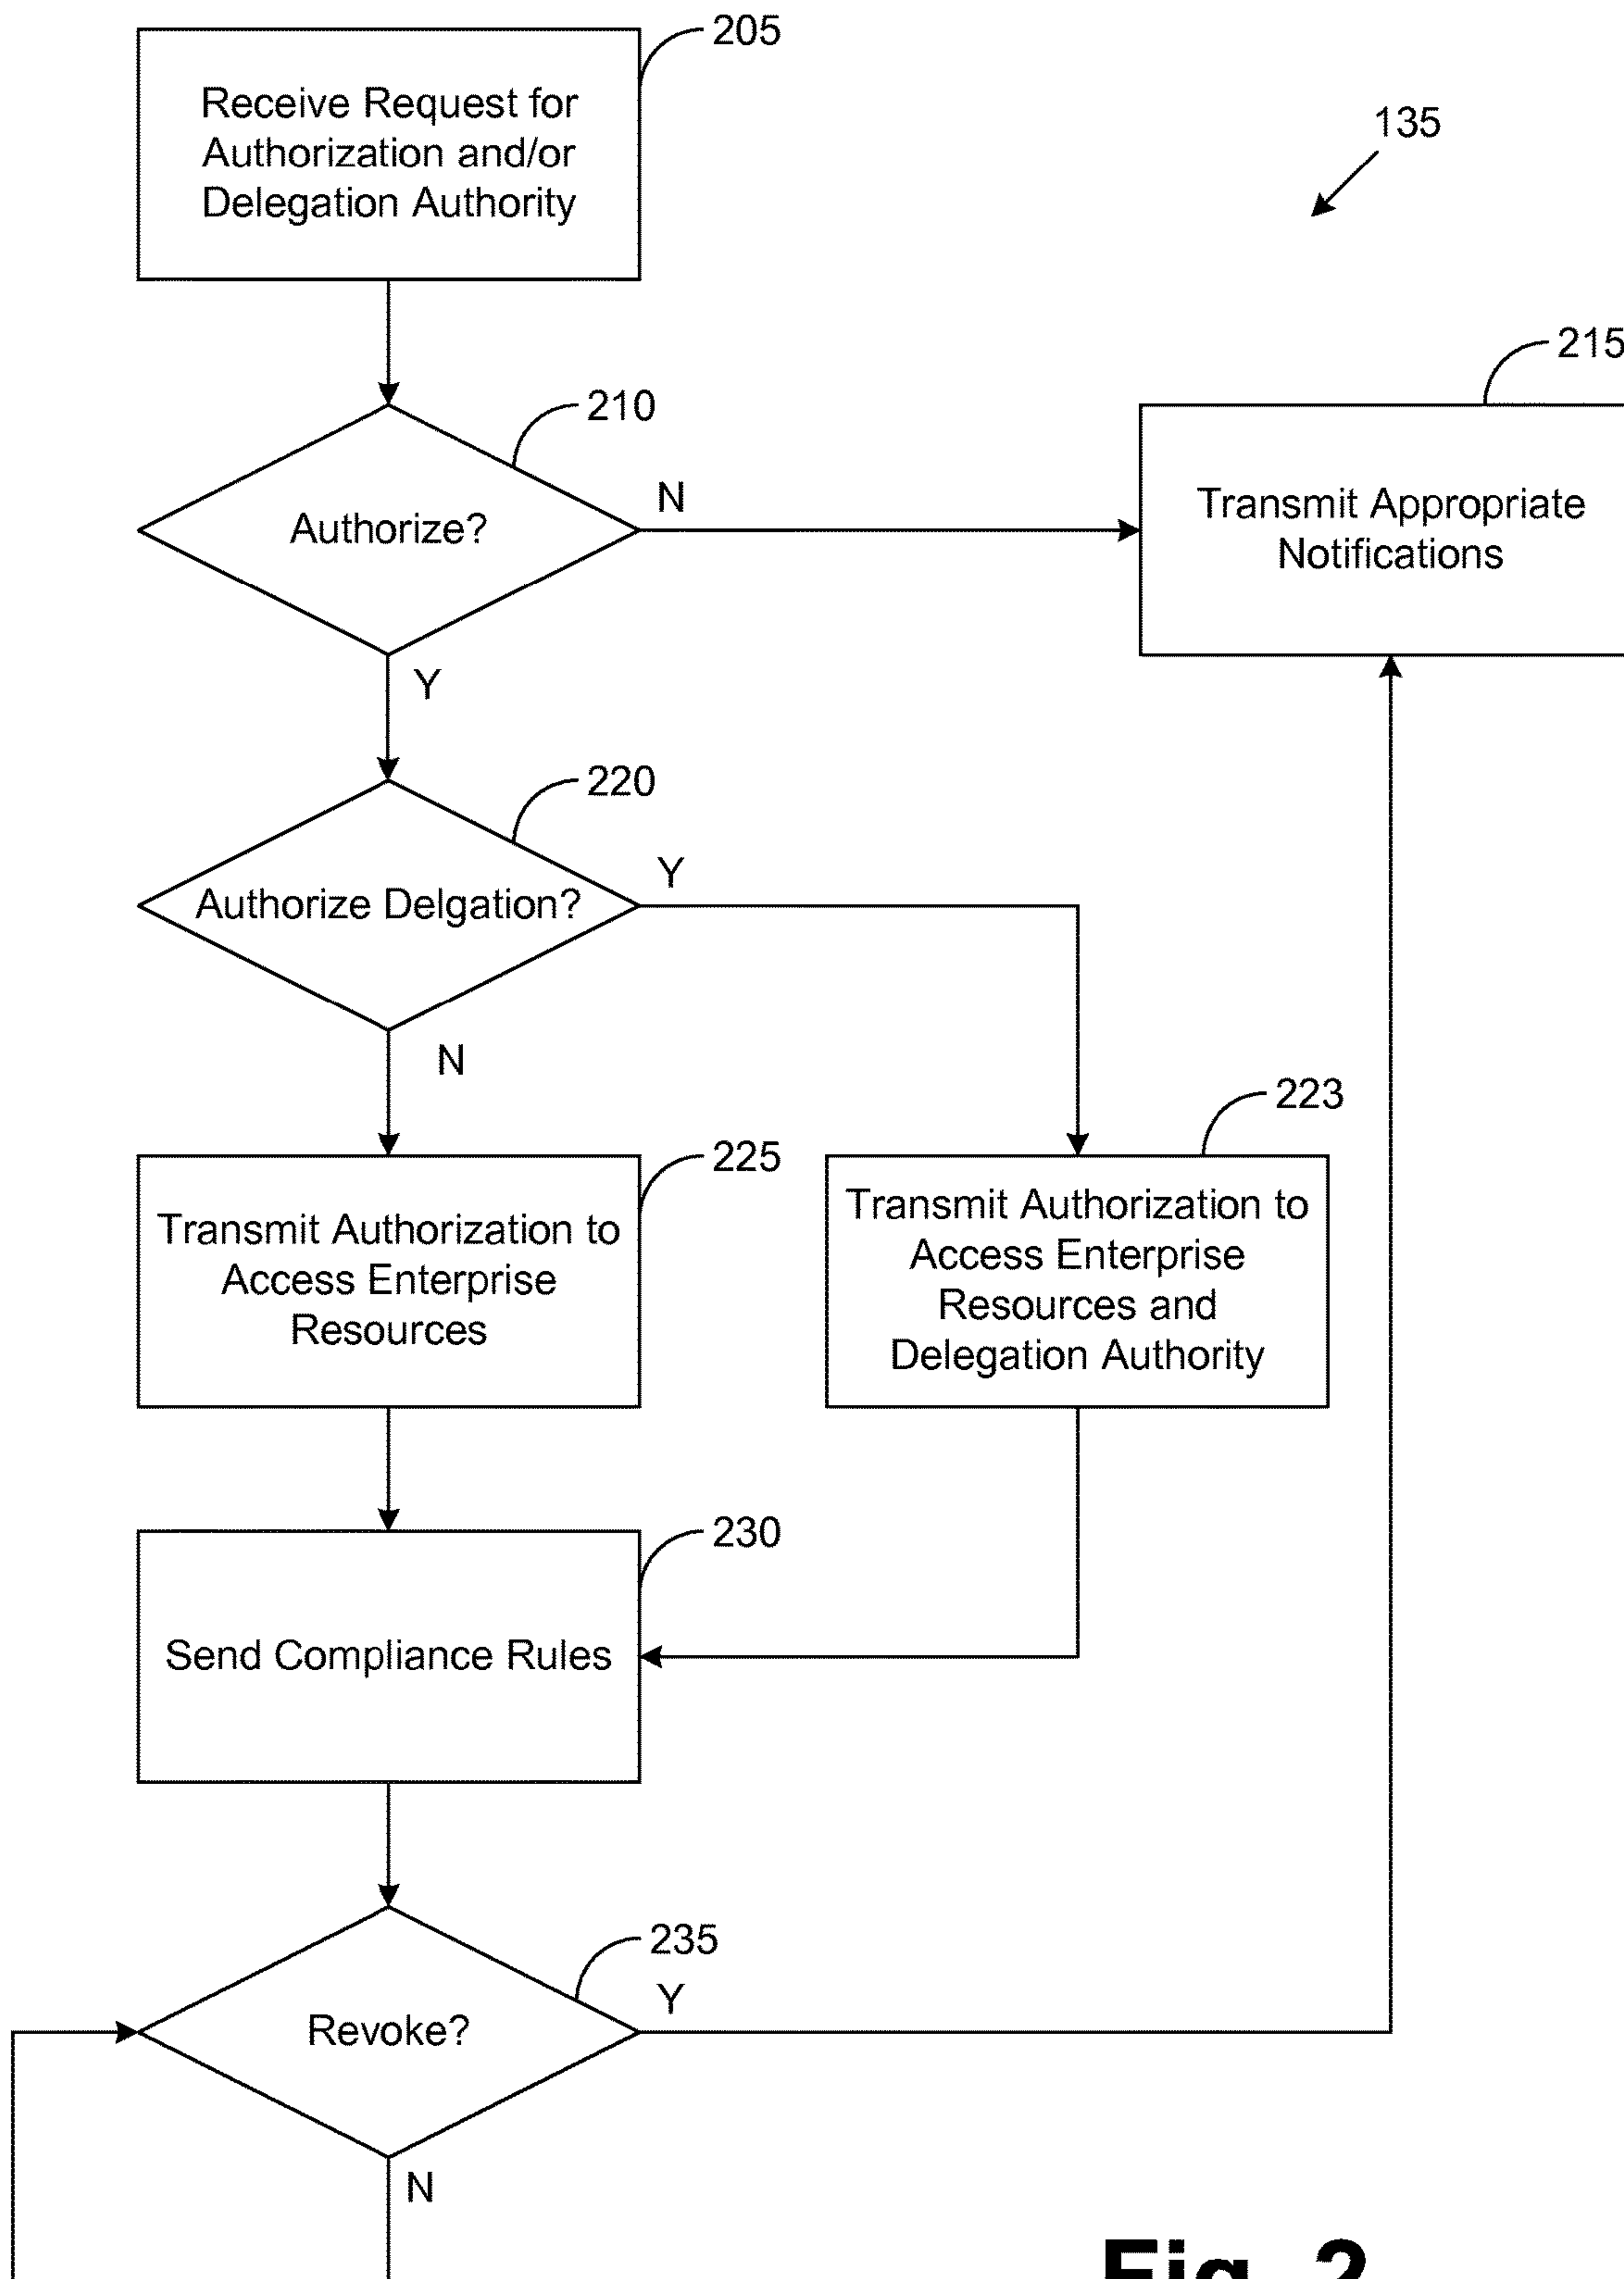 205
Receive Request for
Authorization and/or
Delegation Authority
135
215
210
N
Authorize?
Transmit Appropriate
Notifications
Y
220
Y
Authorize Delgation?
N
223
225
Transmit Authorization to
Access Enterprise
Resources
Transmit Authorization to
Access Enterprise
Resources and
Delegation Authority
230
Send Compliance Rules
235
Y
Revoke?
N
Fig. 2